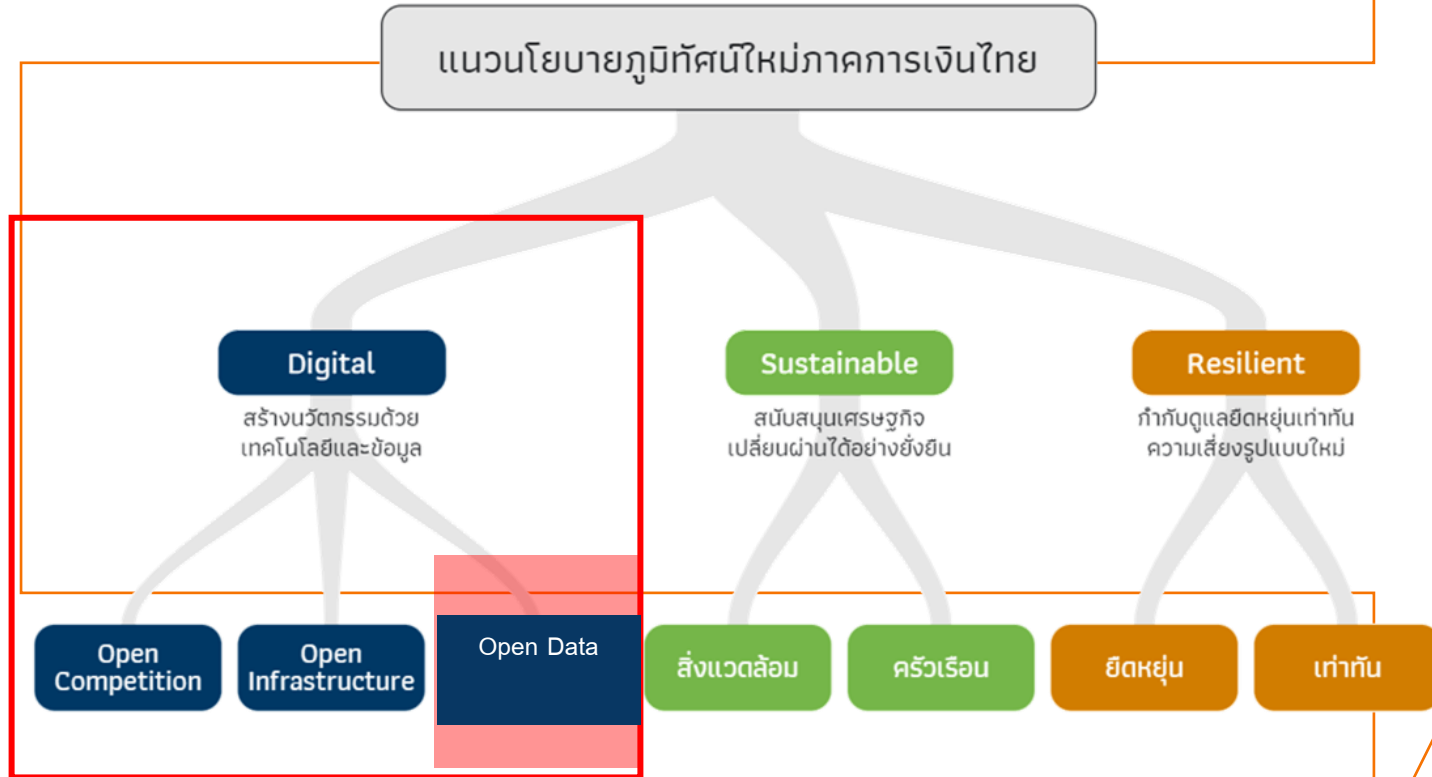 แนวนโยบายภูมิทัศน์ใหม่ภาคการเงินไทย
Digital
สร้างนวัตกรรมด้วย
เทคโนโลยีและข้อมูล
Sustainable
สนับสนุนเศรษฐกิจ
เปลี่ยนผ่านได้อย่างยั่งยืน
Resilient
กำกับดูแลยืดหยุ่นเท่าทัน
ความเสี่ยงรูปแบบใหม่
Open
Competition
Open
Infrastructure
Open Data
สิ่งแวดล้อม
ครัวเรือน
ยืดหยุ่น
เท่าทัน